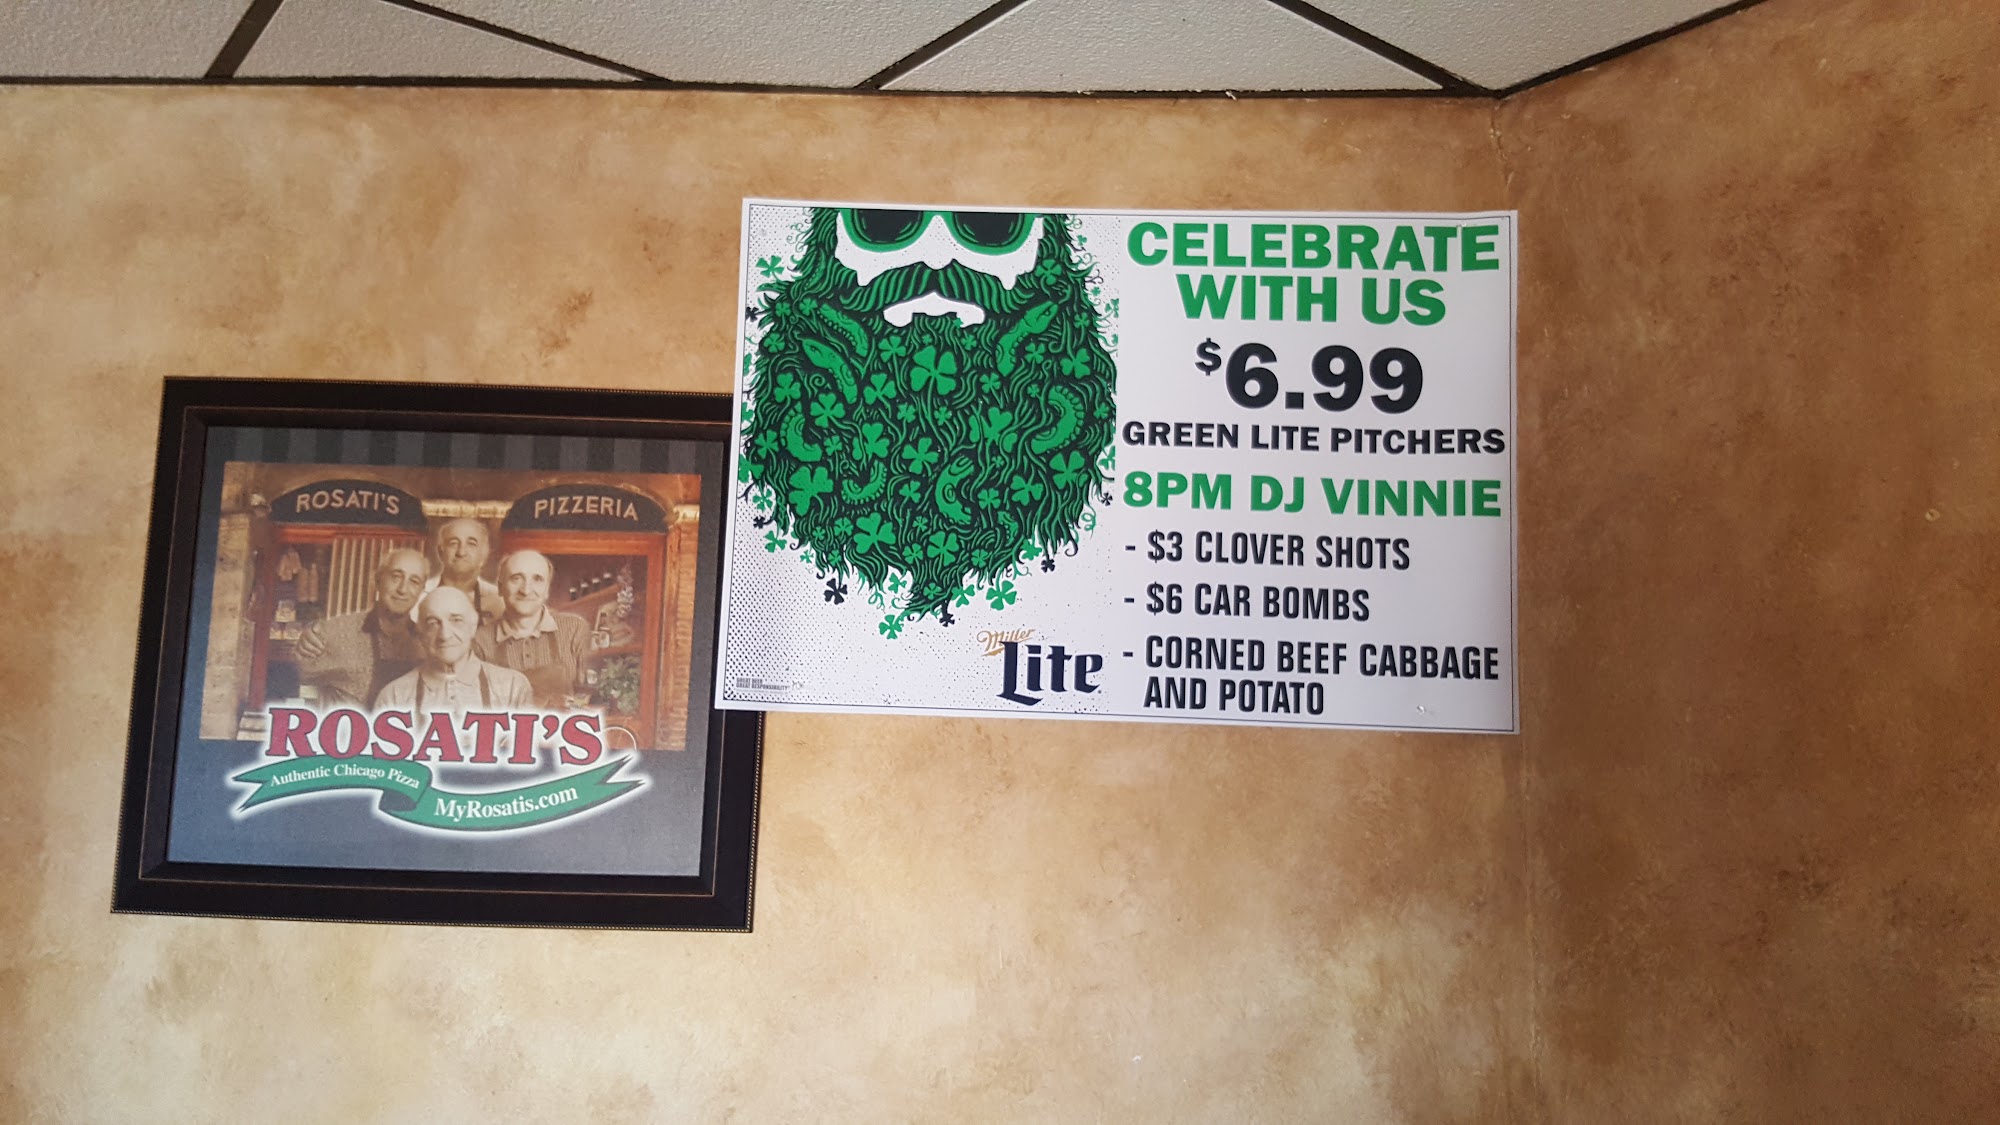 ROSATI'S
PIZZERIA
ROSATI'S
Authentic Chicago Pizza
MyRosatis.com
CELEBRATE
WITH US
$6.99
GREEN LITE PITCHERS
8PM DJ VINNIE
- $3 CLOVER SHOTS
- $6 CAR BOMBS
- CORNED BEEF CABBAGE
AND POTATO
Miller
Lite